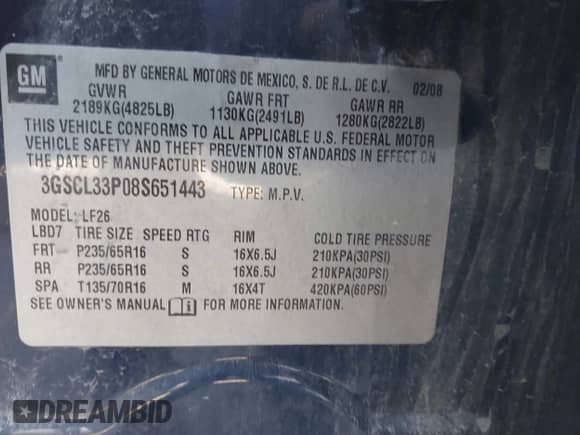 GM ®
MFD BY GENERAL MOTORS DE MEXICO, S. DE R.L. DE C.V. 02/08
GVWR GAWR FRT GAWR RR
2189KG(4825LB) 1130KG(2491LB) 1280KG(2822LB)
THIS VEHICLE CONFORMS TO ALL APPLICABLE U.S. FEDERAL MOTOR
VEHICLE SAFETY AND THEFT PREVENTION STANDARDS IN EFFECT ON
THE DATE OF MANUFACTURE SHOWN ABOVE.
3GSCL33P08S651443 TYPE: M.P.V.
MODEL: LF26
LBD7 TIRE SIZE SPEED RTG RIM COLD TIRE PRESSURE
FRT P235/65R16 S 16X6.5J 210KPA(30PSI)
RR P235/65R16 S 16X6.5J 210KPA(30PSI)
SPA T135/70R16 M 16X4T 420KPA(60PSI)
SEE OWNER'S MANUAL FOR MORE INFORMATION.
DREAMBID